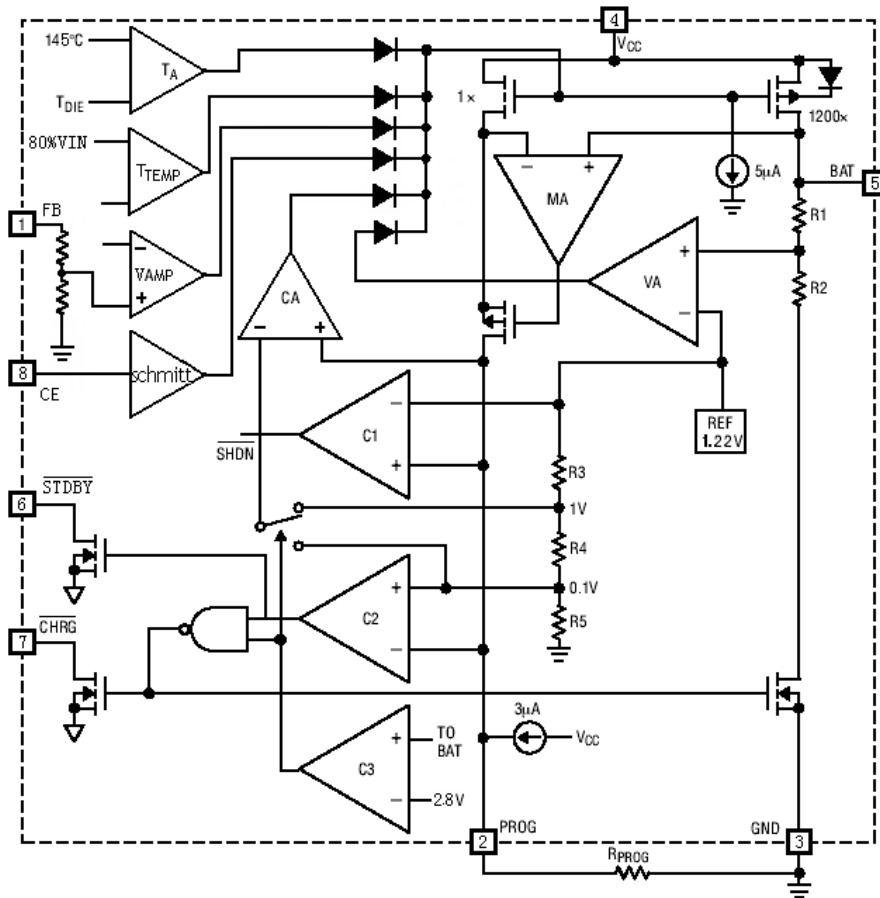 4
VCC
145°C
TA
TDIE
1×
1200×
80%VIN
TTEMP
−
+
MA
5μA
BAT
5
R1
1
FB
−
VAMP
+
CA
−
+
VA
+
−
R2
8
CE
schmitt
C1
−
+
SHDN
REF
1.22V
R3
1V
STDBY
6
R4
0.1V
CHRG
7
C2
+
−
R5
3μA
VCC
C3
+
−
TO
BAT
2.8V
2
PROG
GND
3
RPROG